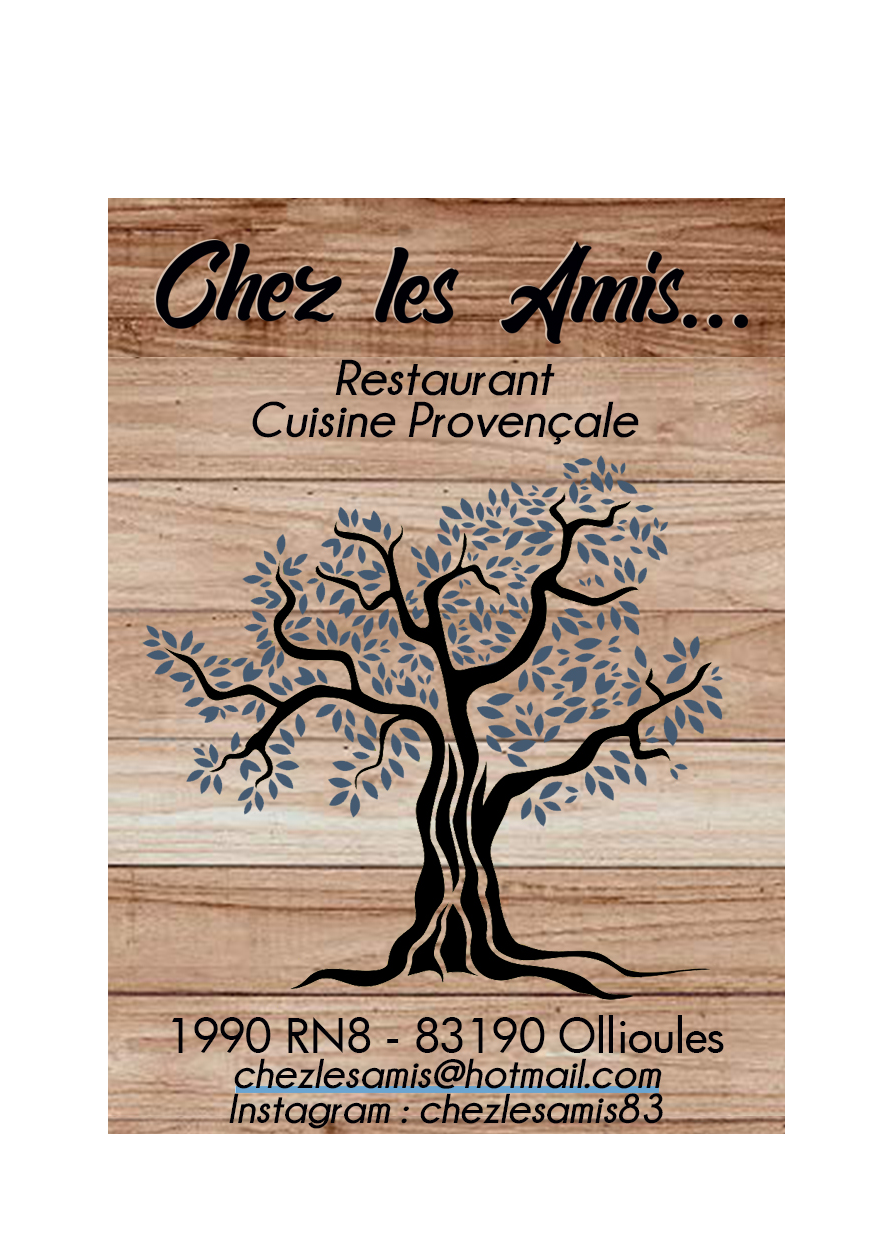 Chez les Amis...
Restaurant
Cuisine Provençale
1990 RN8 - 83190 Ollioules
chezlesamis@hotmail.com
Instagram : chezlesamis83